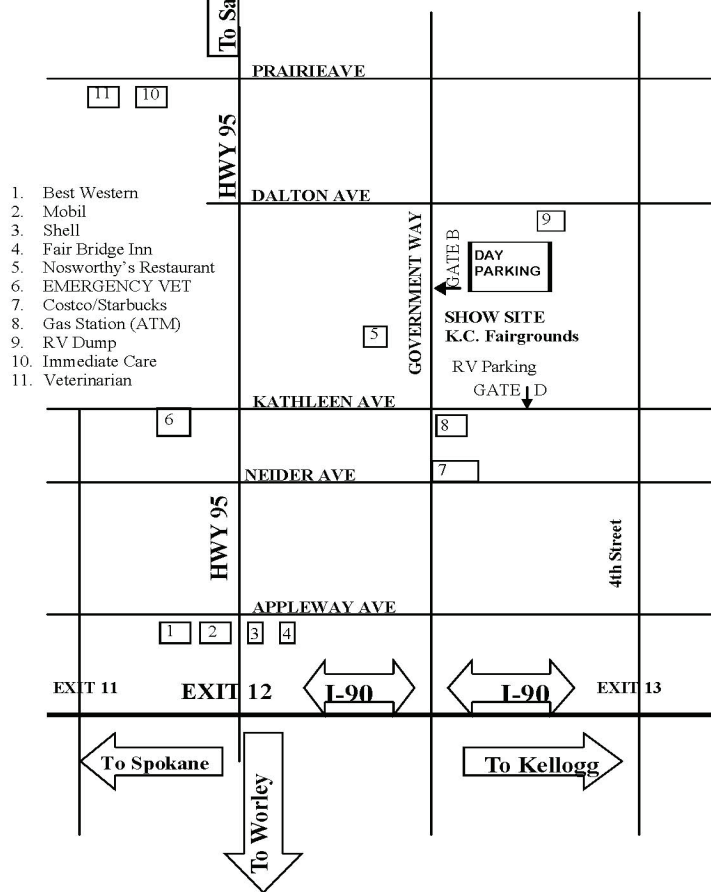 To Sa
PRAIRIEAVE
11
10
HWY 95
1. Best Western
2. Mobil
3. Shell
4. Fair Bridge Inn
5. Nosworthy's Restaurant
6. EMERGENCY VET
7. Costco/Starbucks
8. Gas Station (ATM)
9. RV Dump
10. Immediate Care
11. Veterinarian
DALTON AVE
GOVERNMENT WAY
GATE B
9
DAY
PARKING
SHOW SITE
K.C. Fairgrounds
5
RV Parking
GATE D
KATHLEEN AVE
6
8
7
NEIDER AVE
HWY 95
4th Street
APPLEWAY AVE
1
2
3
4
EXIT 11
EXIT 12
I-90
I-90
EXIT 13
To Spokane
To Worley
To Kellogg